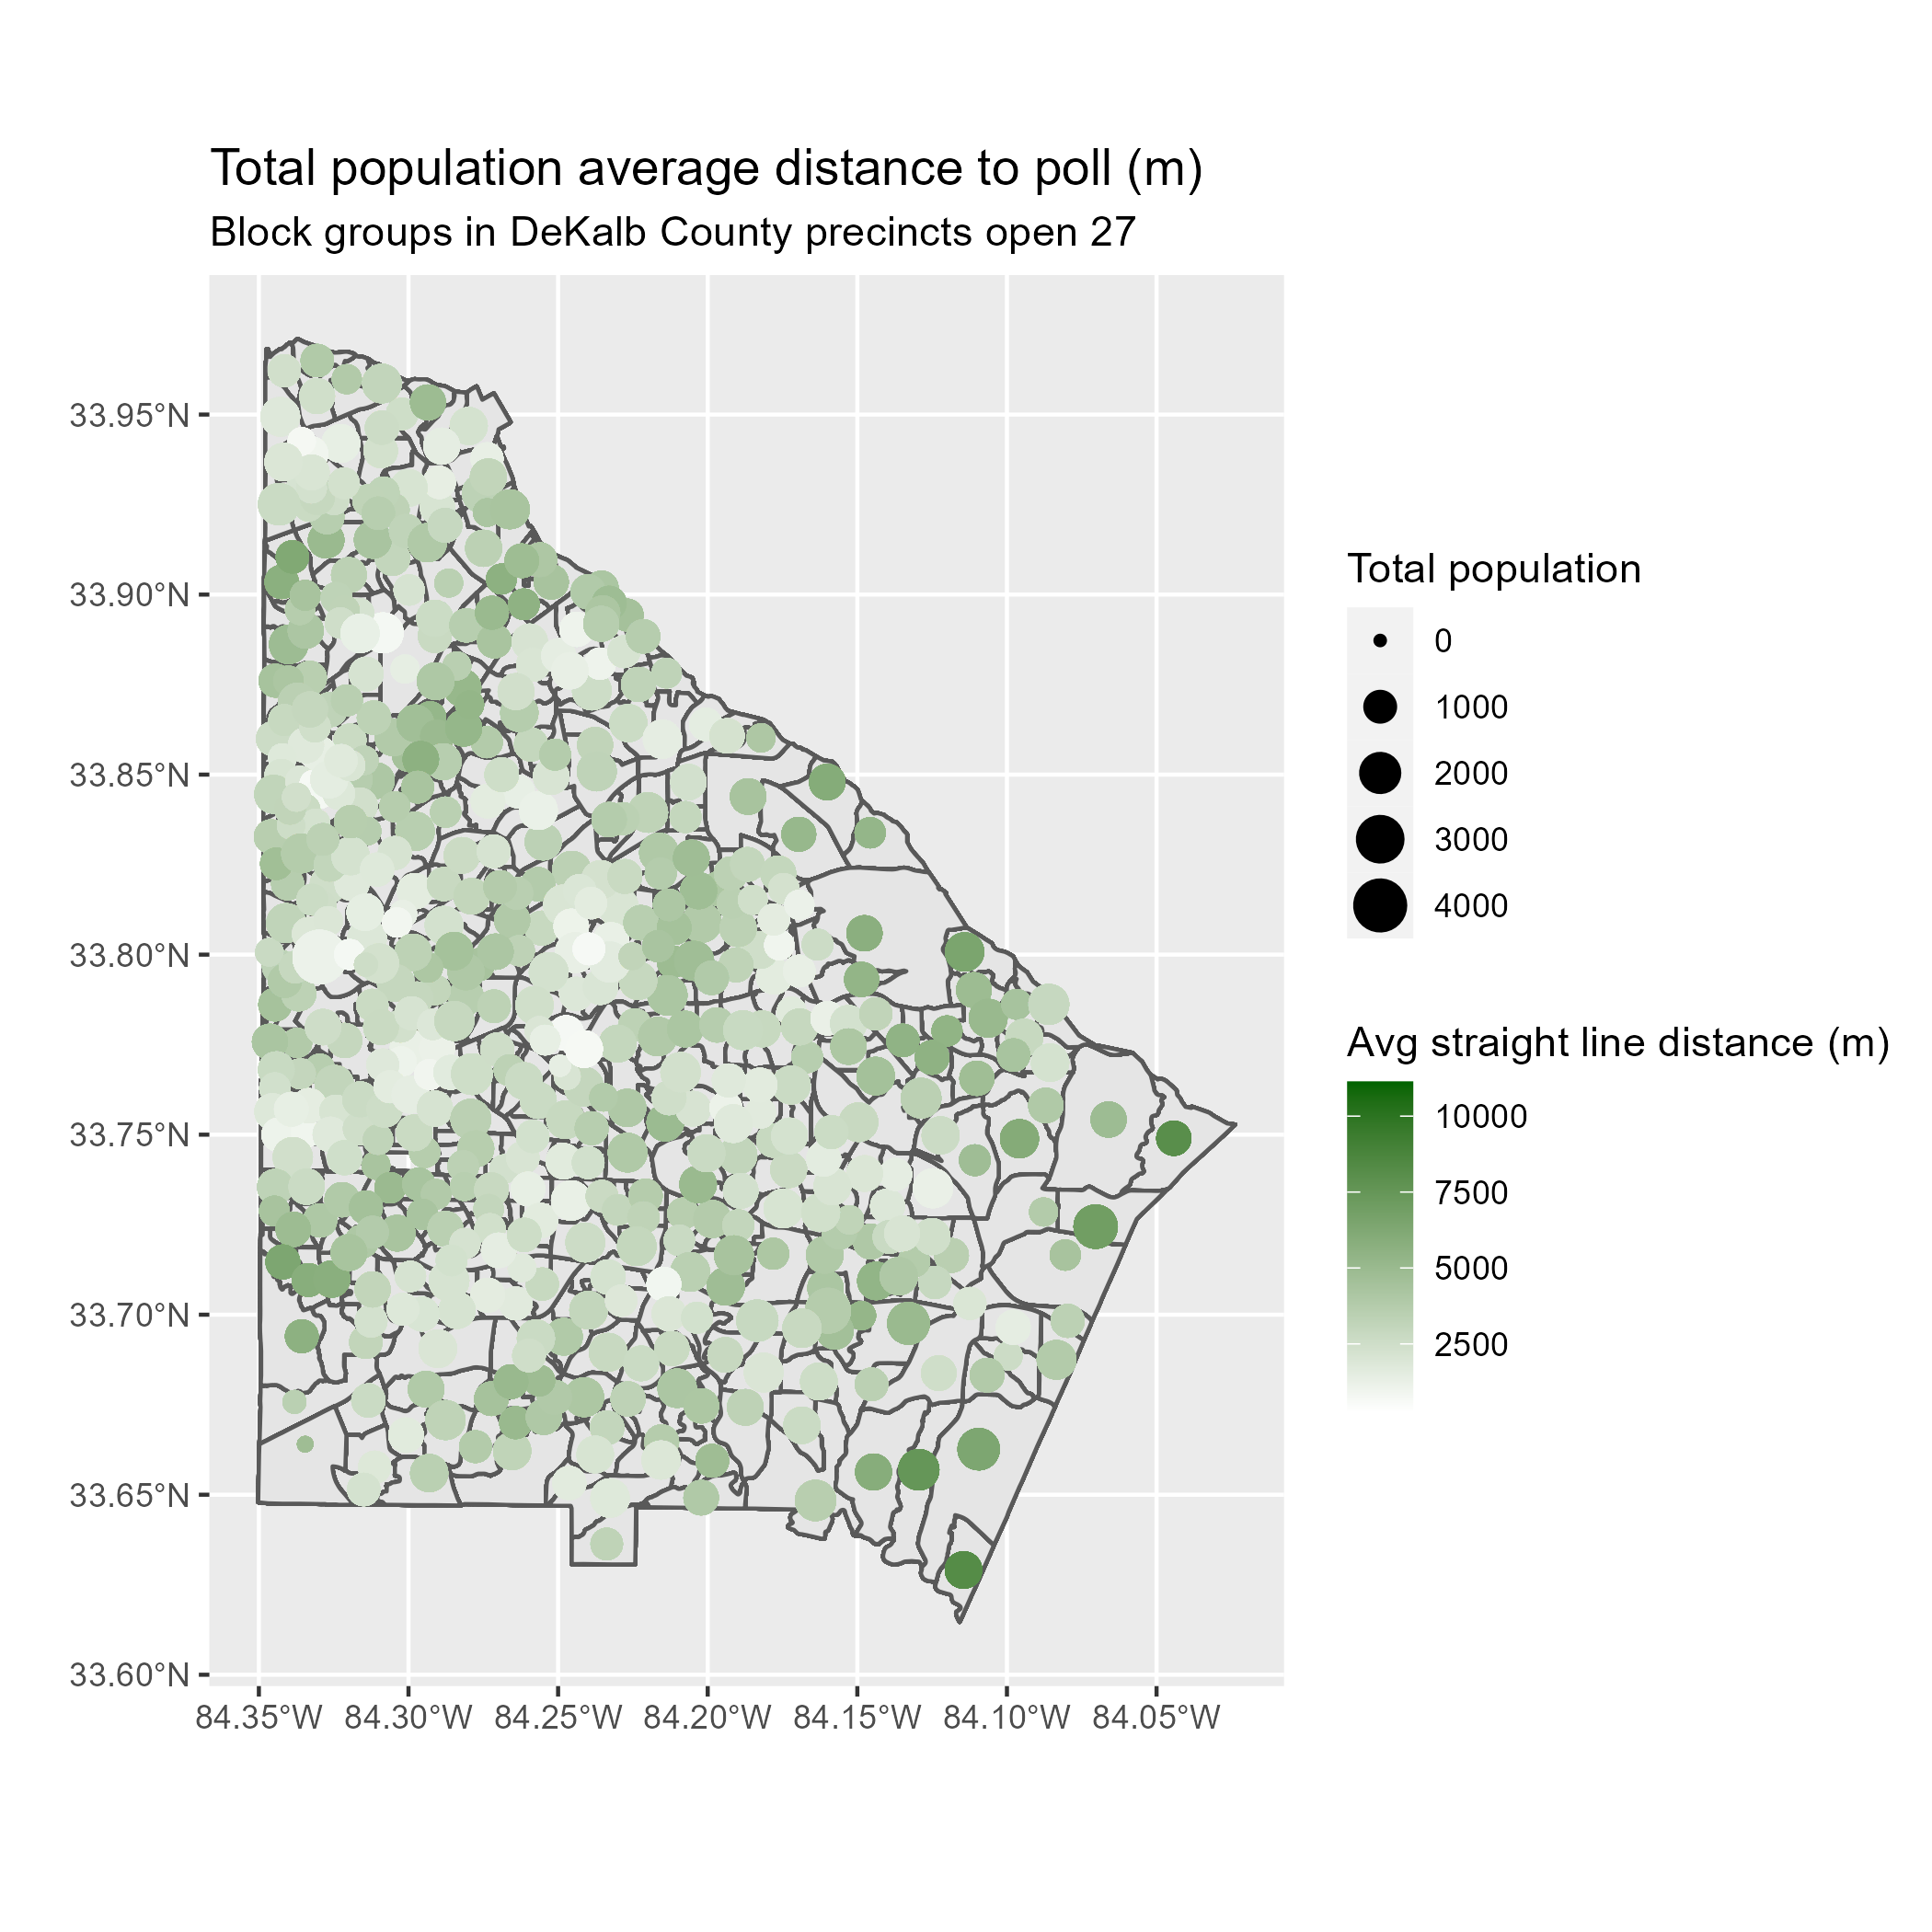 Total population average distance to poll (m)
Block groups in DeKalb County precincts open 27
33.95°N
33.90°N
33.85°N
33.80°N
33.75°N
33.70°N
33.65°N
33.60°N
84.35°W 84.30°W 84.25°W 84.20°W 84.15°W 84.10°W 84.05°W
Total population
0
1000
2000
3000
4000
Avg straight line distance (m)
10000
7500
5000
2500